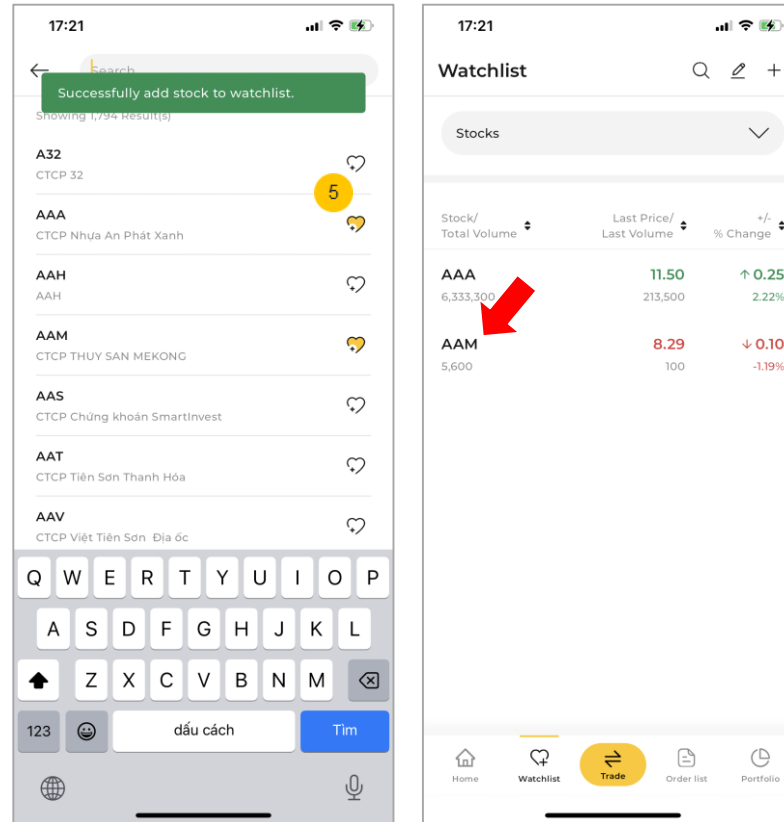 17:21
Search
Successfully add stock to watchlist.
Showing 1,794 Result(s)
A32
CTCP 32
5
AAA
CTCP Nhựa An Phát Xanh
AAH
AAH
AAM
CTCP THUY SAN MEKONG
AAS
CTCP Chứng khoán SmartInvest
AAT
CTCP Tiên Sơn Thanh Hóa
AAV
CTCP Việt Tiên Sơn Địa ốc
Q W E R T Y U I O P
A S D F G H J K L
Z X C V B N M
123 dấu cách Tìm
17:21
Watchlist
Stocks
Stock/ Last Price/ +/-
Total Volume Last Volume % Change
AAA 11.50 0.25
6,333,300 213,500 2.22%
AAM 8.29 0.10
5,600 100 -1.19%
Home Watchlist Trade Order list Portfolio